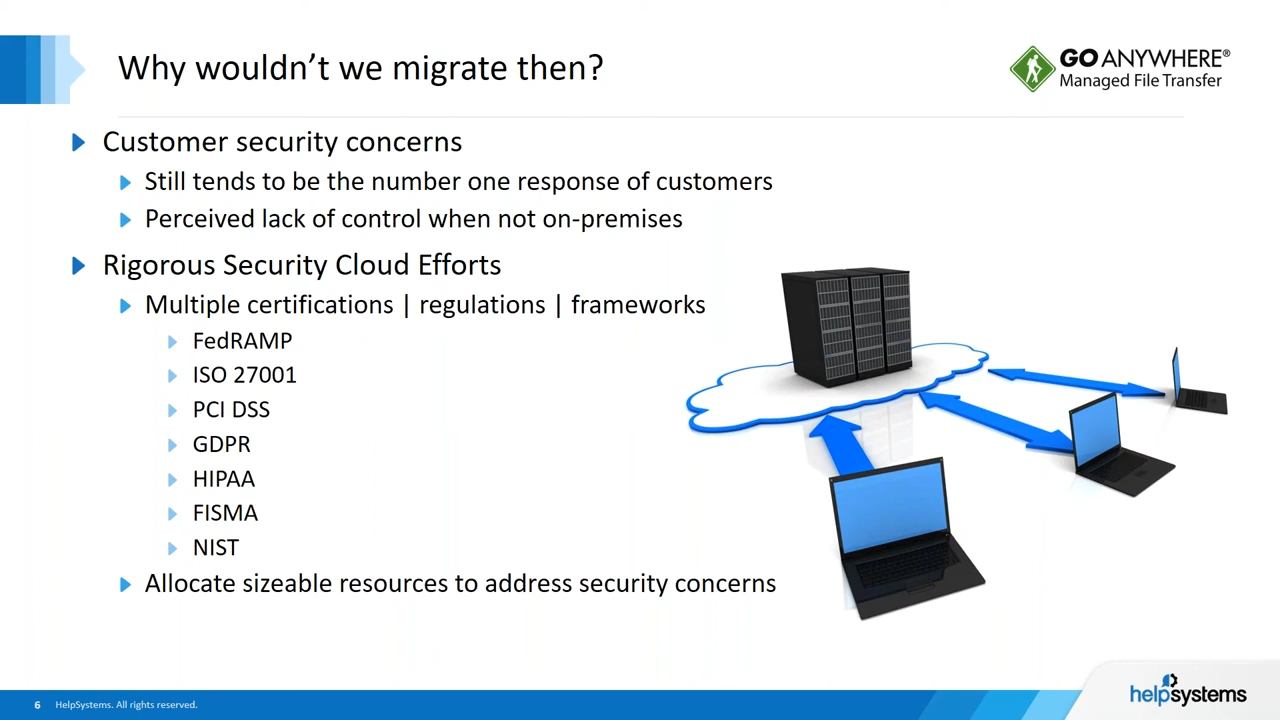 Why wouldn’t we migrate then?
GO ANYWHERE®
Managed File Transfer
Customer security concerns
Still tends to be the number one response of customers
Perceived lack of control when not on-premises
Rigorous Security Cloud Efforts
Multiple certifications | regulations | frameworks
FedRAMP
ISO 27001
PCI DSS
GDPR
HIPAA
FISMA
NIST
Allocate sizeable resources to address security concerns
6 HelpSystems. All rights reserved.
helpsystems